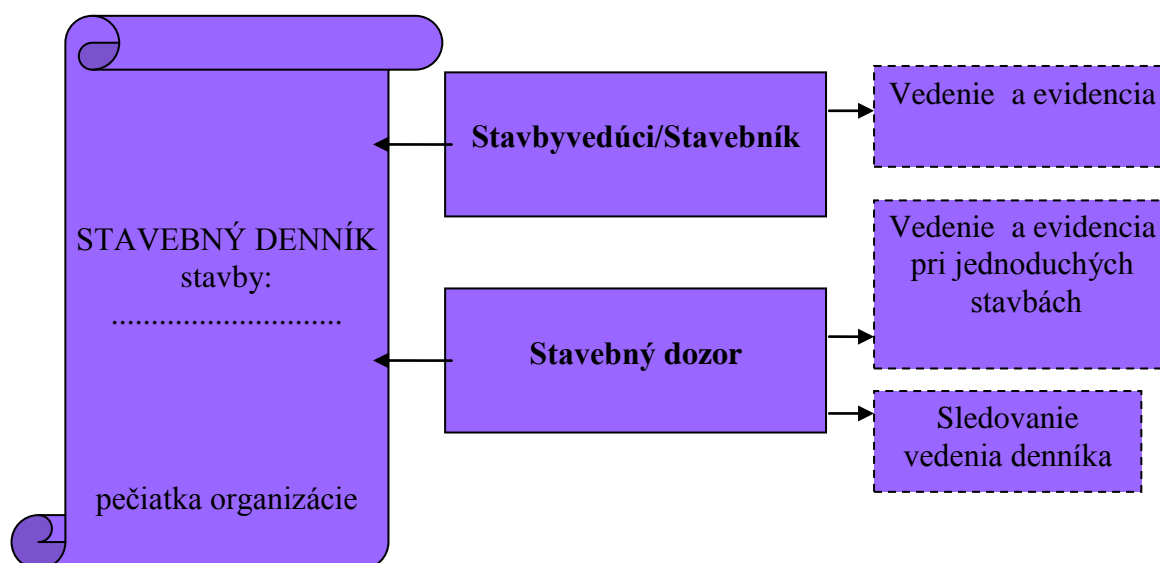 STAVEBNÝ DENNÍK
stavby:
............................
pečiatka organizácie
Stavbyvedúci/Stavebník
Vedenie  a evidencia
Stavebný dozor
Vedenie  a evidencia
pri jednoduchých
stavbách
Sledovanie
vedenia denníka